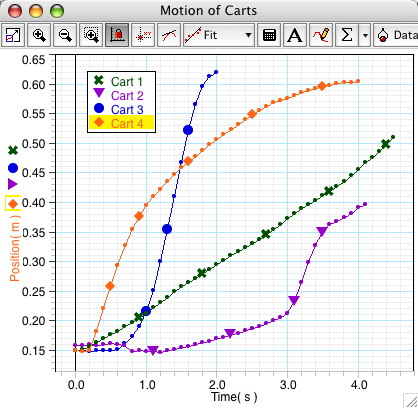 Motion of Carts
Fit
A
Σ
Data
Cart 1
Cart 2
Cart 3
Cart 4
0.65
0.60
0.55
0.50
0.45
0.40
0.35
0.30
0.25
0.20
0.15
Position( m )
0.0
1.0
2.0
3.0
4.0
Time( s )